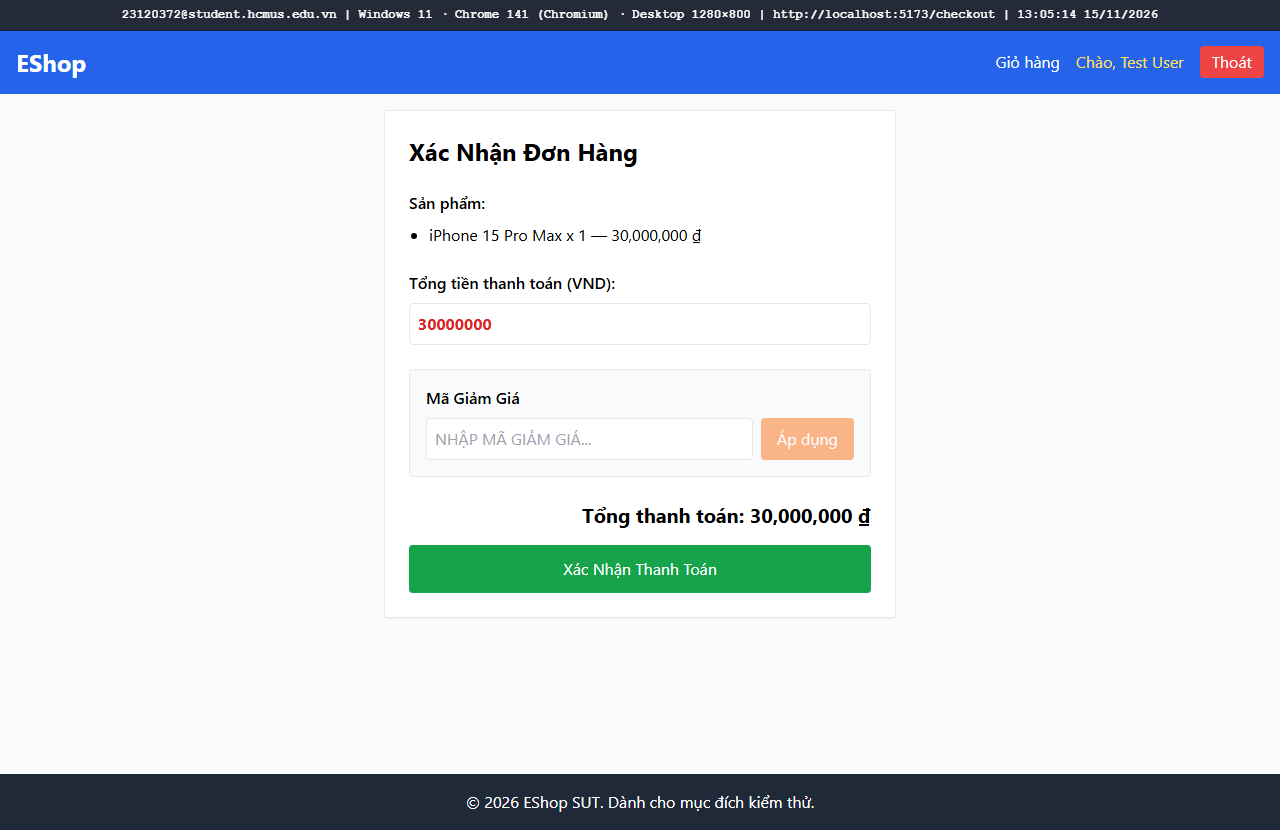 23120372@student.hcmus.edu.vn | Windows 11 · Chrome 141 (Chromium) · Desktop 1280×800 | http://localhost:5173/checkout | 13:05:14 15/11/2026
EShop
Giỏ hàng Chào, Test User Thoát
Xác Nhận Đơn Hàng
Sản phẩm:
• iPhone 15 Pro Max x 1 — 30,000,000 ₫
Tổng tiền thanh toán (VND):
30000000
Mã Giảm Giá
NHẬP MÃ GIẢM GIÁ... Áp dụng
Tổng thanh toán: 30,000,000 ₫
Xác Nhận Thanh Toán
© 2026 EShop SUT. Dành cho mục đích kiểm thử.